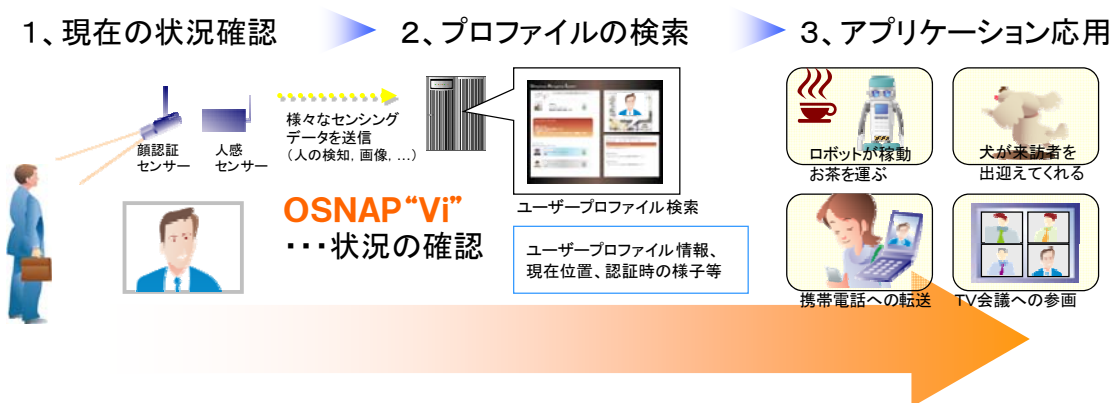 1、現在の状況確認
2、プロファイルの検索
3、アプリケーション応用
顔認証
センサー
人感
センサー
様々なセンシング
データを送信
(人の検知, 画像, …)
OSNAP“Vi”
・・・状況の確認
ユーザープロファイル検索
ユーザープロファイル情報、
現在位置、認証時の様子等
ロボットが稼動
お茶を運ぶ
犬が来訪者を
出迎えてくれる
携帯電話への転送
TV会議への参画